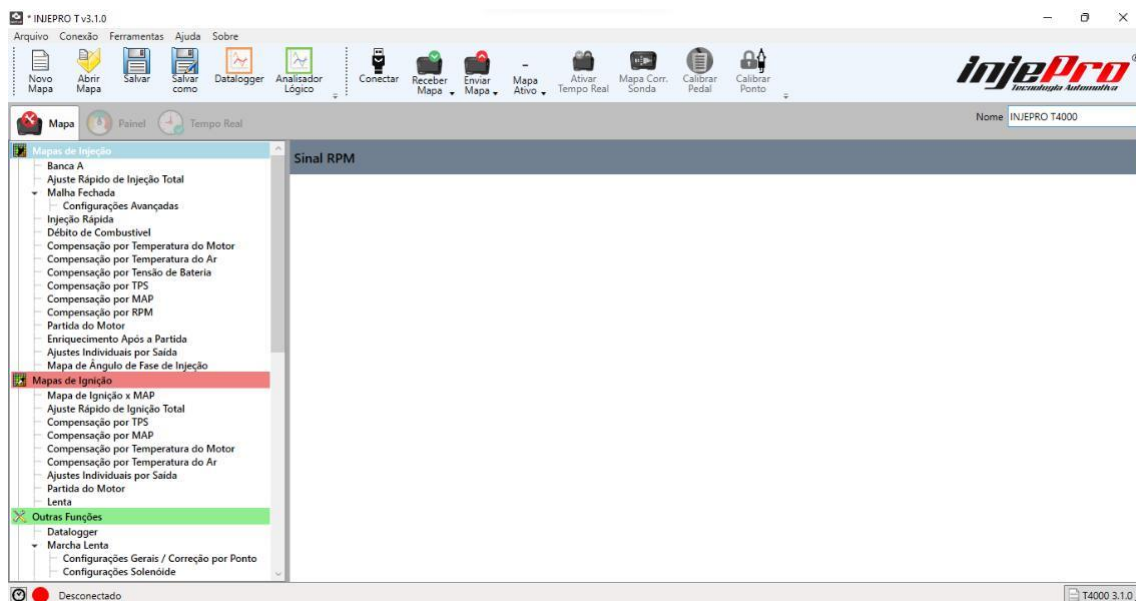 * INJEPRO T v3.1.0
Arquivo Conexão Ferramentas Ajuda Sobre
Novo Mapa
Abrir Mapa
Salvar
Salvar como
Datalogger
Analisador Lógico
Conectar
Receber Mapa
Enviar Mapa
- Mapa Ativo
Ativar Tempo Real
Mapa Corr. Sonda
Calibrar Pedal
Calibrar Ponto
injePro
Tecnologia Automotiva
Mapa
Painel
Tempo Real
Nome INJEPRO T4000
Mapas de Injeção
Sinal RPM
Banca A
Ajuste Rápido de Injeção Total
Malha Fechada
Configurações Avançadas
Injeção Rápida
Débito de Combustivel
Compensação por Temperatura do Motor
Compensação por Temperatura do Ar
Compensação por Tensão de Bateria
Compensação por TPS
Compensação por MAP
Compensação por RPM
Partida do Motor
Enriquecimento Após a Partida
Ajustes Individuais por Saída
Mapa de Ângulo de Fase de Injeção
Mapas de Ignição
Mapa de Ignição x MAP
Ajuste Rápido de Ignição Total
Compensação por TPS
Compensação por MAP
Compensação por Temperatura do Motor
Compensação por Temperatura do Ar
Ajustes Individuais por Saída
Partida do Motor
Lenta
Outras Funções
Datalogger
Marcha Lenta
Configurações Gerais / Correção por Ponto
Configurações Solenóide
Desconectado
T4000 3.1.0